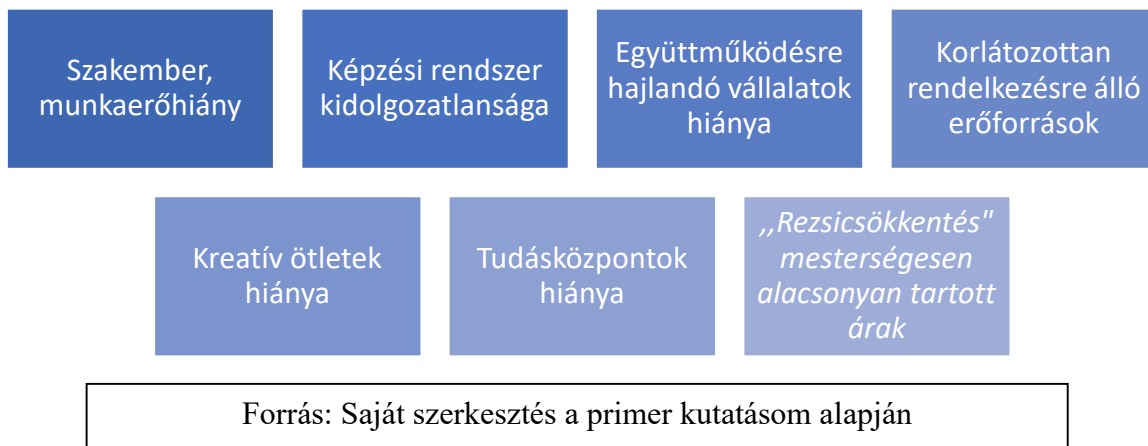 Szakember,
munkaerőhiány
Képzési rendszer
kidolgozatlansága
Együttműködésre
hajlandó vállalatok
hiánya
Korlátozottan
rendelkezésre álló
erőforrások
Kreatív ötletek
hiánya
Tudásközpontok
hiánya
,,Rezsicsökkentés"
mesterségesen
alacsonyan tartott
árak
Forrás: Saját szerkesztés a primer kutatásom alapján